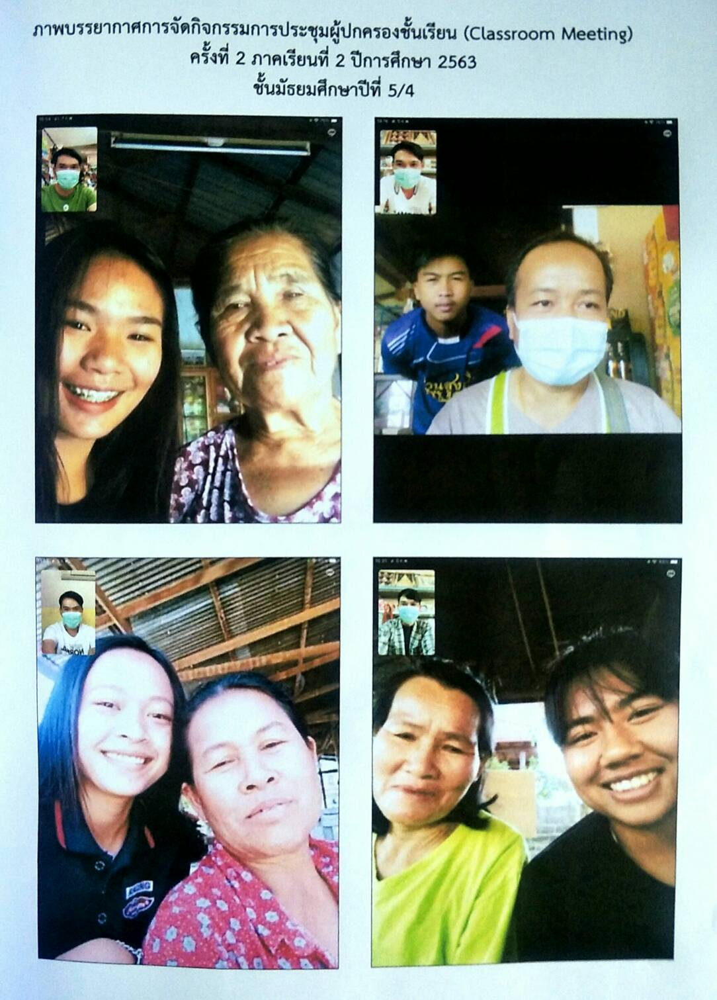 ภาพบรรยากาศการจัดกิจกรรมการประชุมผู้ปกครองชั้นเรียน (Classroom Meeting)
ครั้งที่ 2 ภาคเรียนที่ 2 ปีการศึกษา 2563
ชั้นมัธยมศึกษาปีที่ 5/4